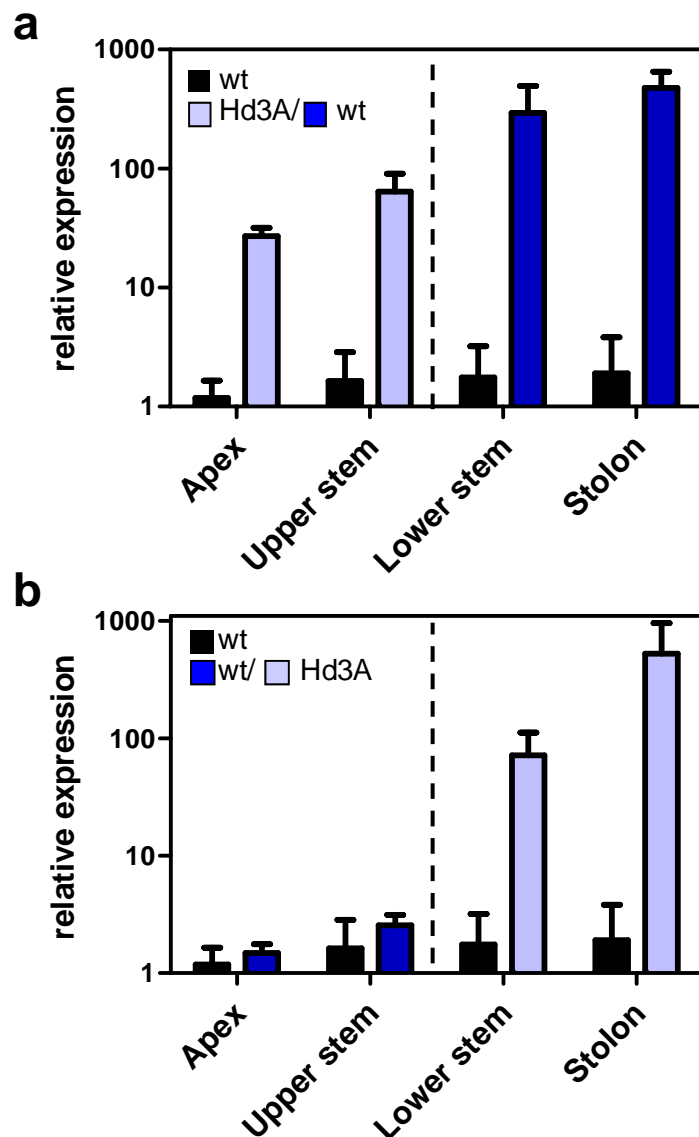 a
relative expression
1000
100
10
1
wt
Hd3A/ wt
Apex
Upper stem
Lower stem
Stolon
b
relative expression
1000
100
10
1
wt
wt/ Hd3A
Apex
Upper stem
Lower stem
Stolon